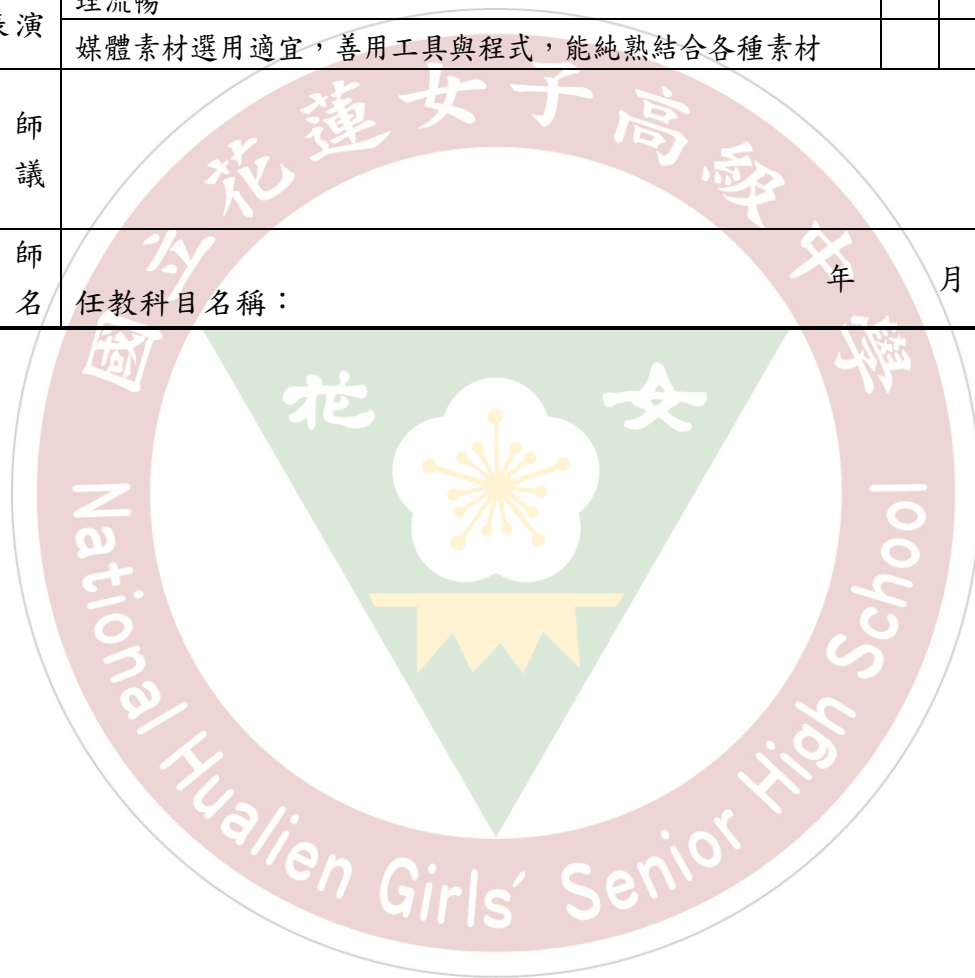 理流暢
表演
媒體素材選用適宜,善用工具與程式,能純熟結合各種素材
師
議
師
名
任教科目名稱:
年 月
國立花蓮女子高級中學
花 女
National Hualien Girls' Senior High School